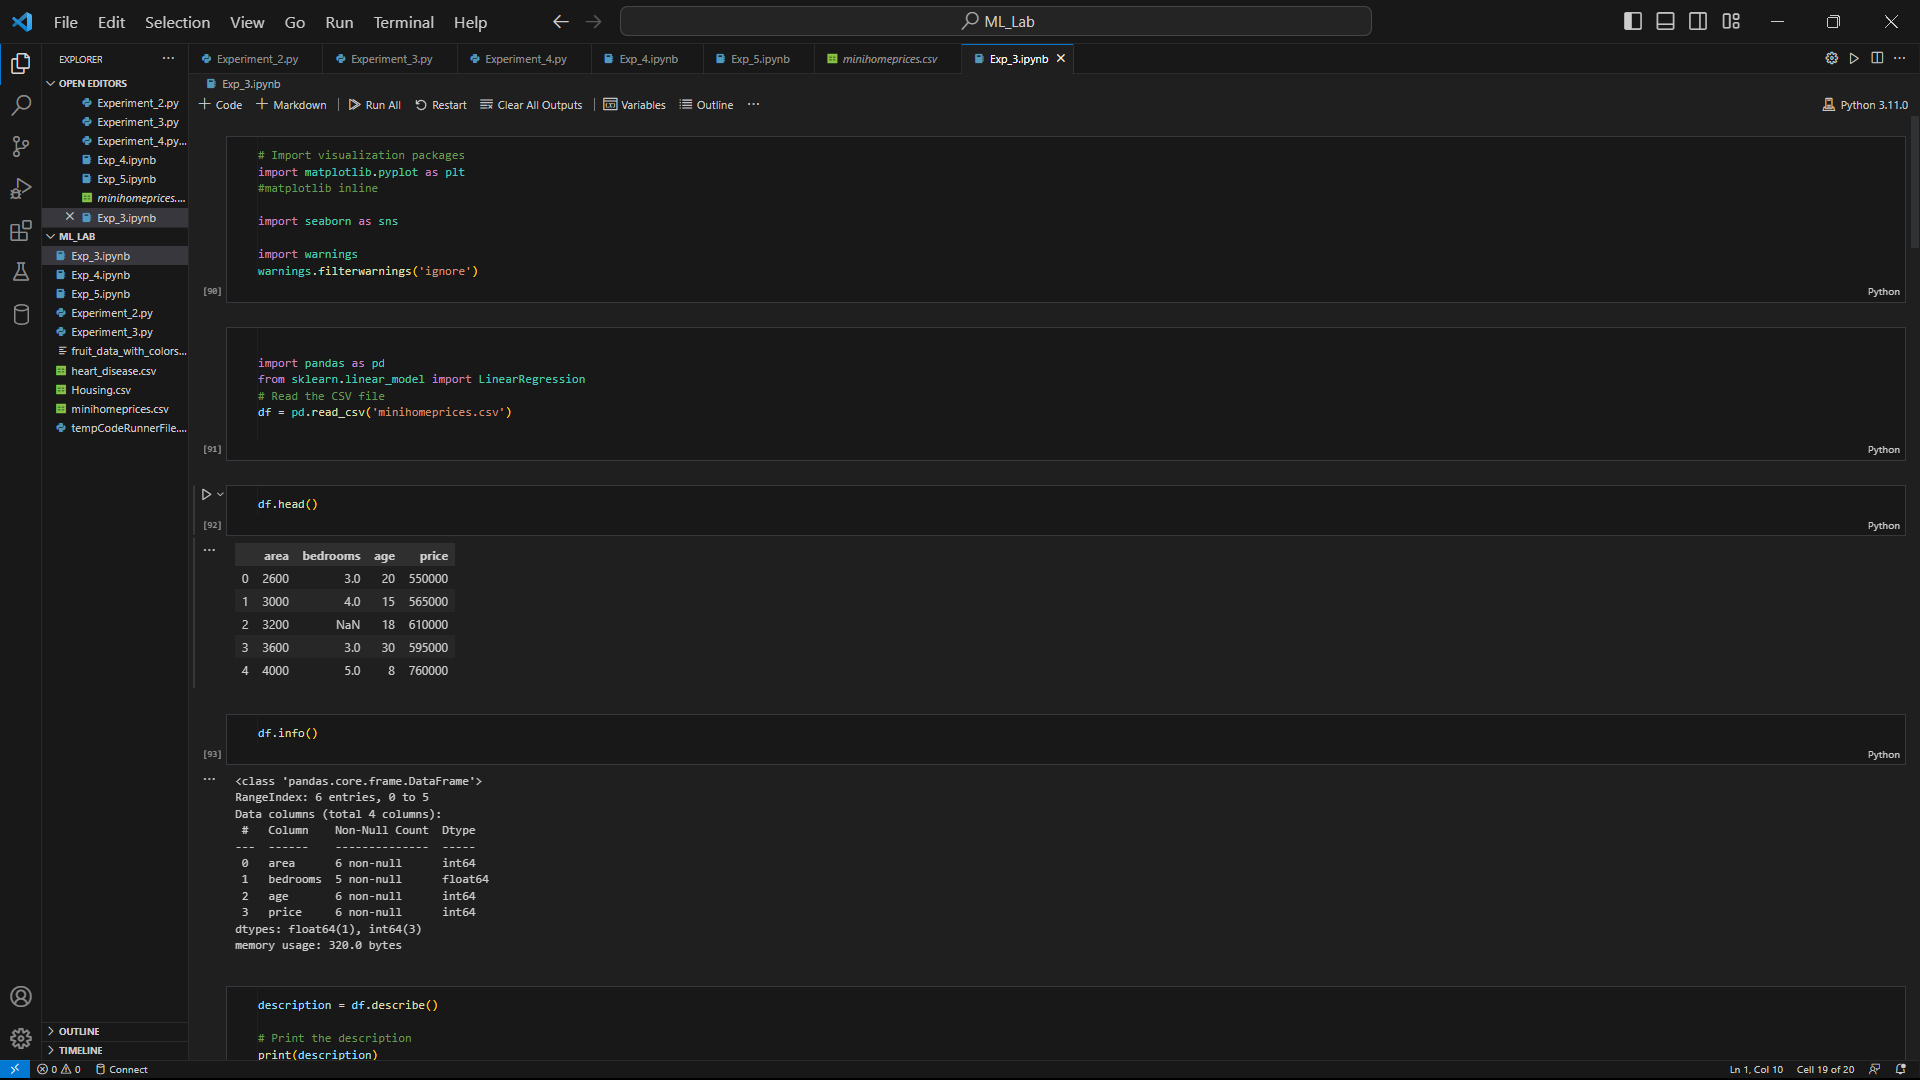 File Edit Selection View Go Run Terminal Help
ML_Lab
EXPLORER
Experiment_2.py Experiment_3.py Experiment_4.py Exp_4.ipynb Exp_5.ipynb minihomeprices.csv Exp_3.ipynb
OPEN EDITORS
Experiment_2.py
Experiment_3.py
Experiment_4.py...
Exp_4.ipynb
Exp_5.ipynb
minihomeprices....
Exp_3.ipynb
ML_LAB
Exp_3.ipynb
Exp_4.ipynb
Exp_5.ipynb
Experiment_2.py
Experiment_3.py
fruit_data_with_colors...
heart_disease.csv
Housing.csv
minihomeprices.csv
tempCodeRunnerFile....
OUTLINE
TIMELINE
Exp_3.ipynb
Code Markdown Run All Restart Clear All Outputs Variables Outline ...
Python 3.11.0
# Import visualization packages
import matplotlib.pyplot as plt
#matplotlib inline
import seaborn as sns
import warnings
warnings.filterwarnings('ignore')
[90]
Python
import pandas as pd
from sklearn.linear_model import LinearRegression
# Read the CSV file
df = pd.read_csv('minihomeprices.csv')
[91]
Python
df.head()
[92]
Python
area bedrooms age price
0 2600 3.0 20 550000
1 3000 4.0 15 565000
2 3200 NaN 18 610000
3 3600 3.0 30 595000
4 4000 5.0 8 760000
df.info()
[93]
Python
<class 'pandas.core.frame.DataFrame'>
RangeIndex: 6 entries, 0 to 5
Data columns (total 4 columns):
# Column Non-Null Count Dtype
--- ------ -------------- -----
0 area 6 non-null int64
1 bedrooms 5 non-null float64
2 age 6 non-null int64
3 price 6 non-null int64
dtypes: float64(1), int64(3)
memory usage: 320.0 bytes
description = df.describe()
# Print the description
print(description)
0 0 Connect
Ln 1, Col 10 Cell 19 of 20